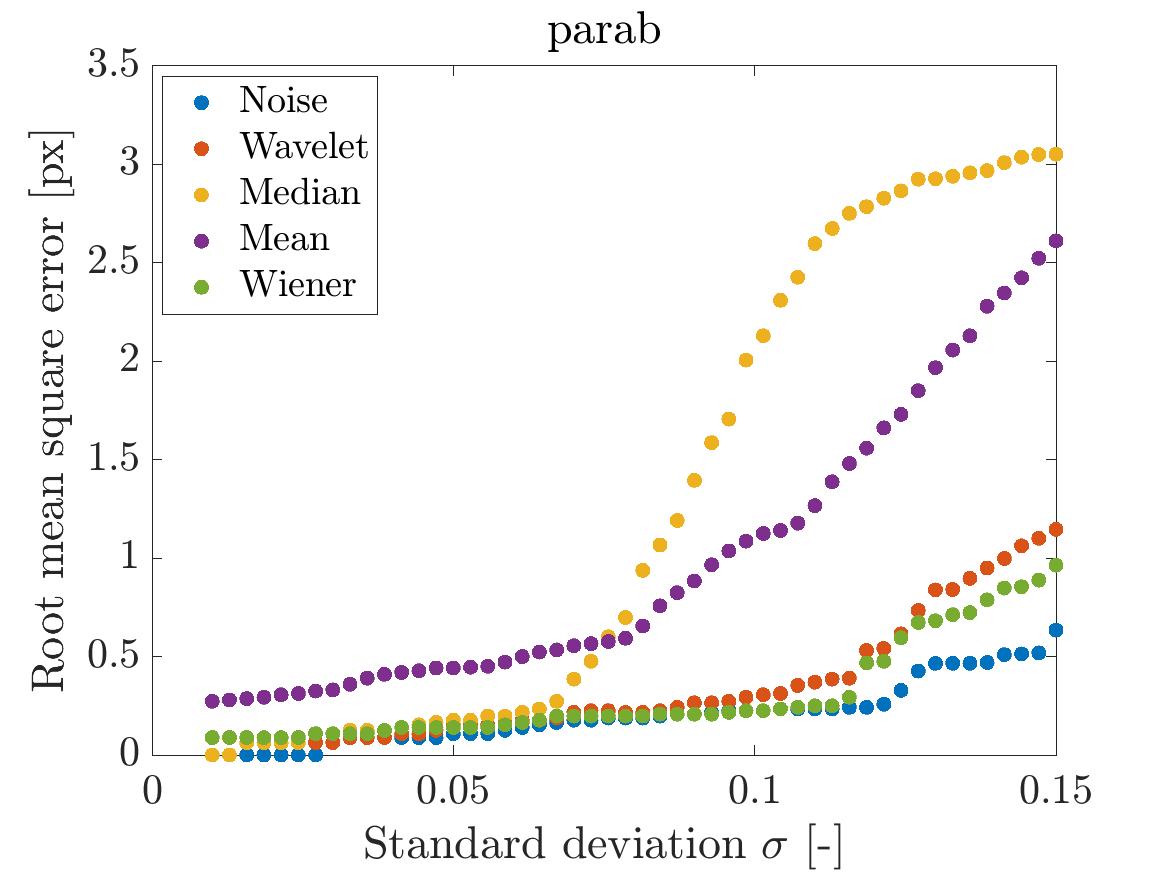 parab
3.5
3
2.5
2
1.5
1
0.5
0
Root mean square error [px]
Noise
Wavelet
Median
Mean
Wiener
0 0.05 0.1 0.15
Standard deviation σ [-]